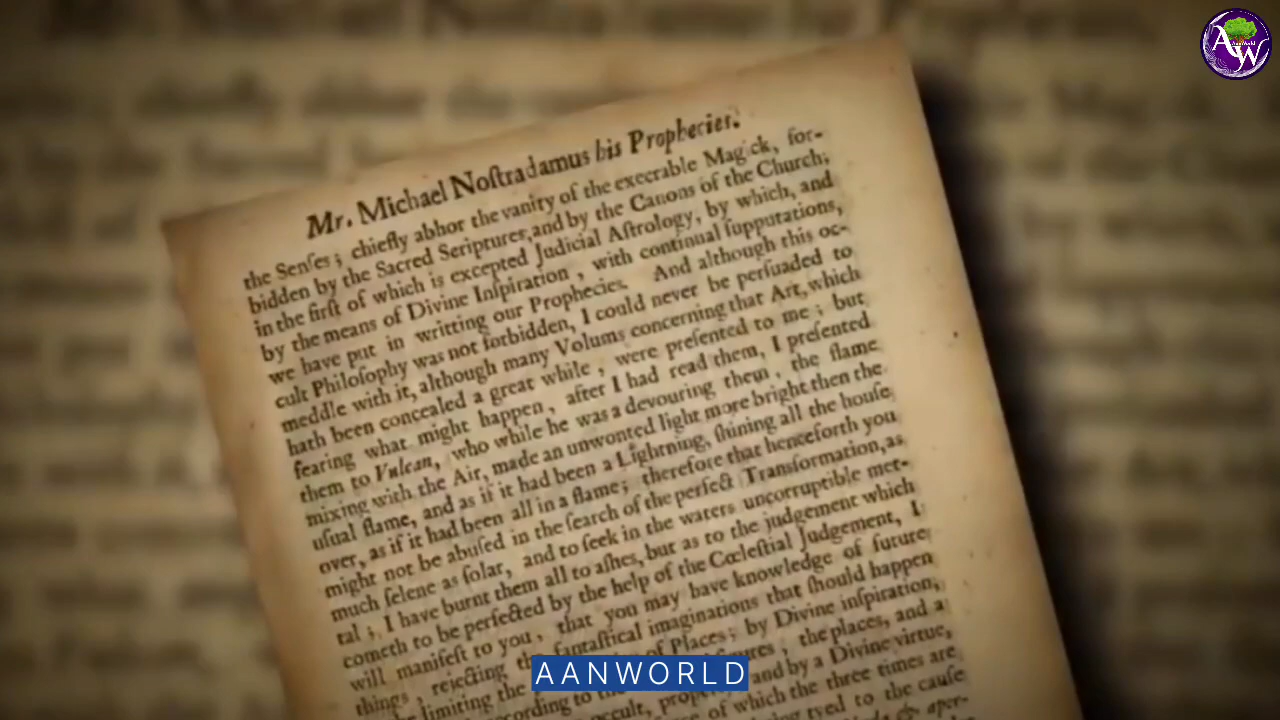 Mr. Michael Noſtradamus his Prophecies.
the Senſes; chiefly abhor the vanity of the execrable Magick, for-
bidden by the Sacred Scriptures, and by the Canons of the Church;
in the firſt of which is excepted Judicial Aſtrology, by which, and
by the means of Divine Inſpiration, with continual ſupputations,
we have put in writting our Prophecies. And although this oc-
cult Philoſophy was not forbidden, I could never be perſuaded to
meddle with it, although many Volums concerning that Art, which
hath been concealed a great while, were preſented to me; but
fearing what might happen, after I had read them, I preſented
them to Vulcan, who while he was a devouring them, the flame
mixing with the Air, made an unwonted light more bright then the
uſual flame, and as if it had been a Lightning, ſhining all the houſe
over, as if it had been all in a flame; therefore that henceforth you
might not be abuſed in the ſearch of the perfect Transformation, as
much ſelene as ſolar, and to ſeek in the waters uncorruptible met-
tal; I have burnt them all to aſhes, but as to the judgement which
cometh to be perfected by the help of the Cœleſtial Judgement, I
will manifeſt to you, that you may have knowledge of future
things, rejecting the fantaſtical imaginations that ſhould happen
limiting the of Places; by Divine inſpiration,
according to the the places, and a
occult, and by a Divine virtue,
of which the three times are
tyed to the cauſe
AANWORLD
AW